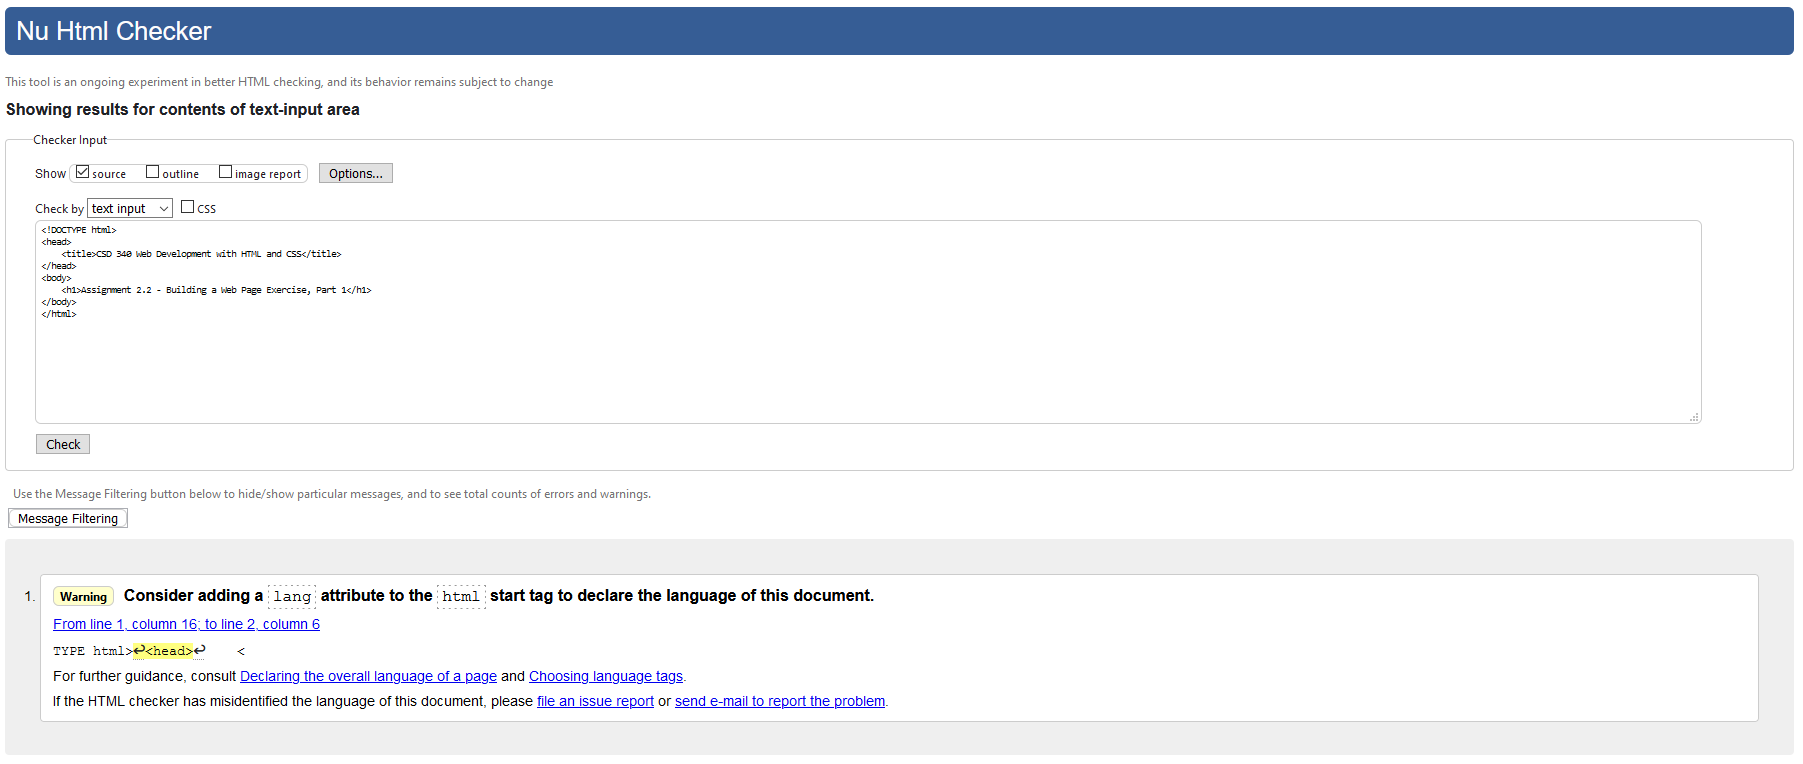 Nu Html Checker
This tool is an ongoing experiment in better HTML checking, and its behavior remains subject to change
Showing results for contents of text-input area
Checker Input
Show source outline image report Options...
Check by text input CSS
<!DOCTYPE html>
<head>
    <title>CSD 340 Web Development with HTML and CSS</title>
</head>
<body>
    <h1>Assignment 2.2 - Building a Web Page Exercise, Part 1</h1>
</body>
</html>
Check
Use the Message Filtering button below to hide/show particular messages, and to see total counts of errors and warnings.
Message Filtering
1. Warning Consider adding a lang attribute to the html start tag to declare the language of this document.
From line 1, column 16; to line 2, column 6
TYPE html>↩<head>↩    <
For further guidance, consult Declaring the overall language of a page and Choosing language tags.
If the HTML checker has misidentified the language of this document, please file an issue report or send e-mail to report the problem.